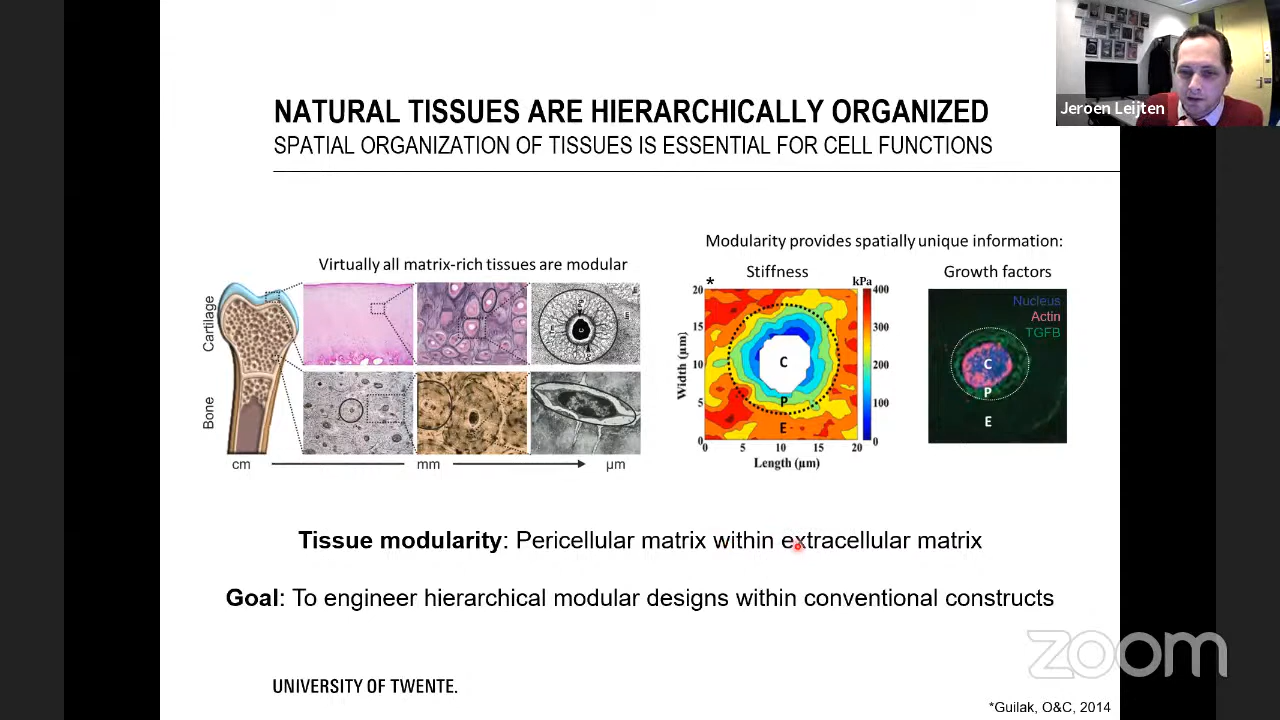 Jeroen Leijten
NATURAL TISSUES ARE HIERARCHICALLY ORGANIZED
SPATIAL ORGANIZATION OF TISSUES IS ESSENTIAL FOR CELL FUNCTIONS
Virtually all matrix-rich tissues are modular
Cartilage
Bone
cm
mm
µm
Modularity provides spatially unique information:
Stiffness
*
kPa
20
15
10
5
0
Width (µm)
C
P
E
0 5 10 15 20
Length (µm)
400
300
200
100
0
Growth factors
Nucleus
Actin
TGFB
C
P
E
Tissue modularity: Pericellular matrix within extracellular matrix
Goal: To engineer hierarchical modular designs within conventional constructs
zoom
UNIVERSITY OF TWENTE.
*Guilak, O&C, 2014